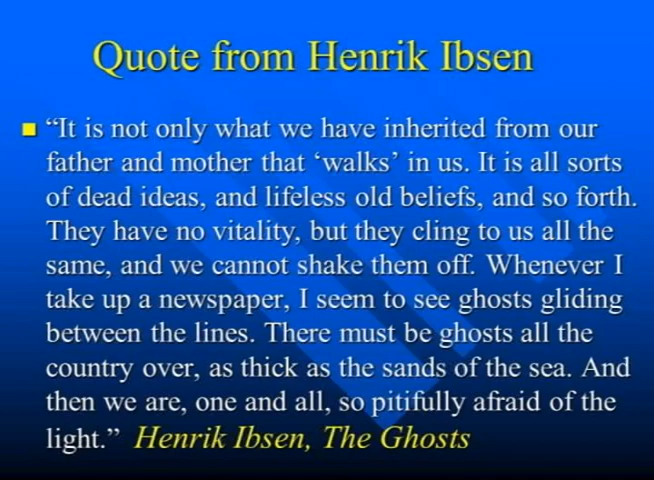 Quote from Henrik Ibsen
“It is not only what we have inherited from our
father and mother that ‘walks’ in us. It is all sorts
of dead ideas, and lifeless old beliefs, and so forth.
They have no vitality, but they cling to us all the
same, and we cannot shake them off. Whenever I
take up a newspaper, I seem to see ghosts gliding
between the lines. There must be ghosts all the
country over, as thick as the sands of the sea. And
then we are, one and all, so pitifully afraid of the
light.” Henrik Ibsen, The Ghosts